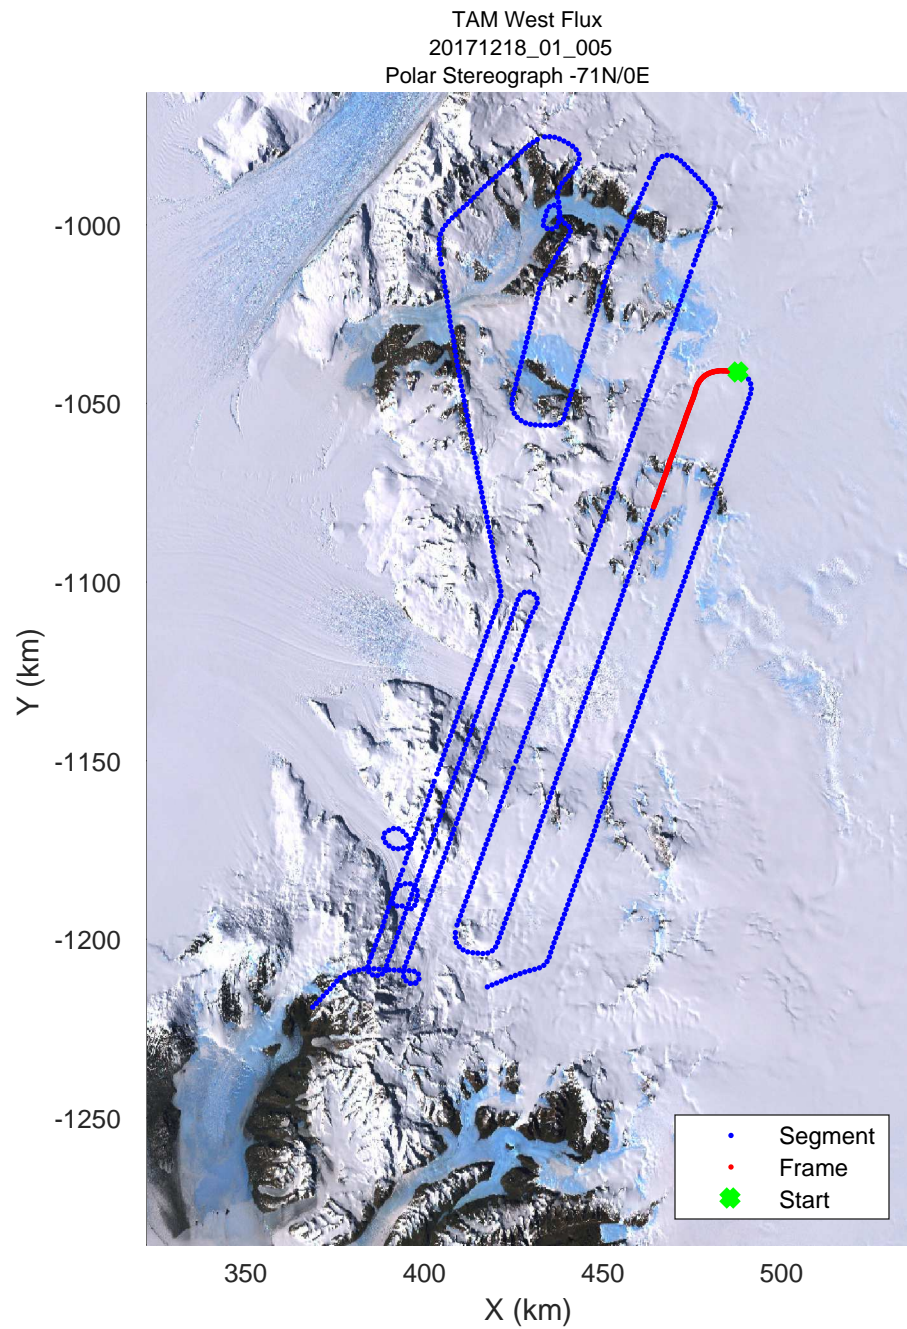 TAM West Flux
20171218_01_005
Polar Stereograph -71N/0E
-1000
-1050
-1100
-1150
-1200
-1250
Y (km)
350
400
450
500
X (km)
Segment
Frame
Start